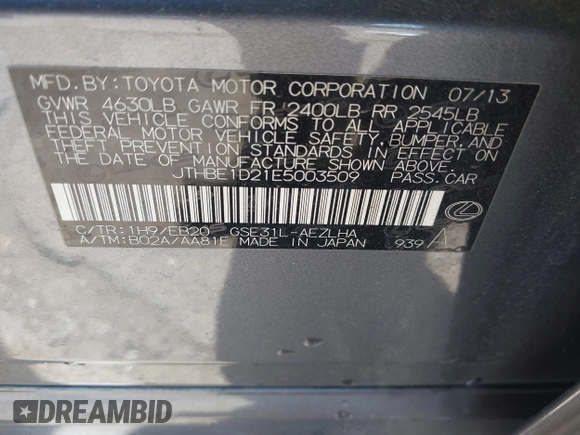 MFD. BY: TOYOTA MOTOR CORPORATION 07/13
GVWR 4630LB GAWR FR 2400LB RR 2545LB
THIS VEHICLE CONFORMS TO ALL APPLICABLE
FEDERAL MOTOR VEHICLE SAFETY, BUMPER, AND
THEFT PREVENTION STANDARDS IN EFFECT ON
THE DATE OF MANUFACTURE SHOWN ABOVE.
JTHBE1D21E5003509 PASS. CAR
C/TR: 1H9/EB20 GSE31L-AEZLHA
A/TM: B02A/AA81E MADE IN JAPAN 939 A
DREAMBID